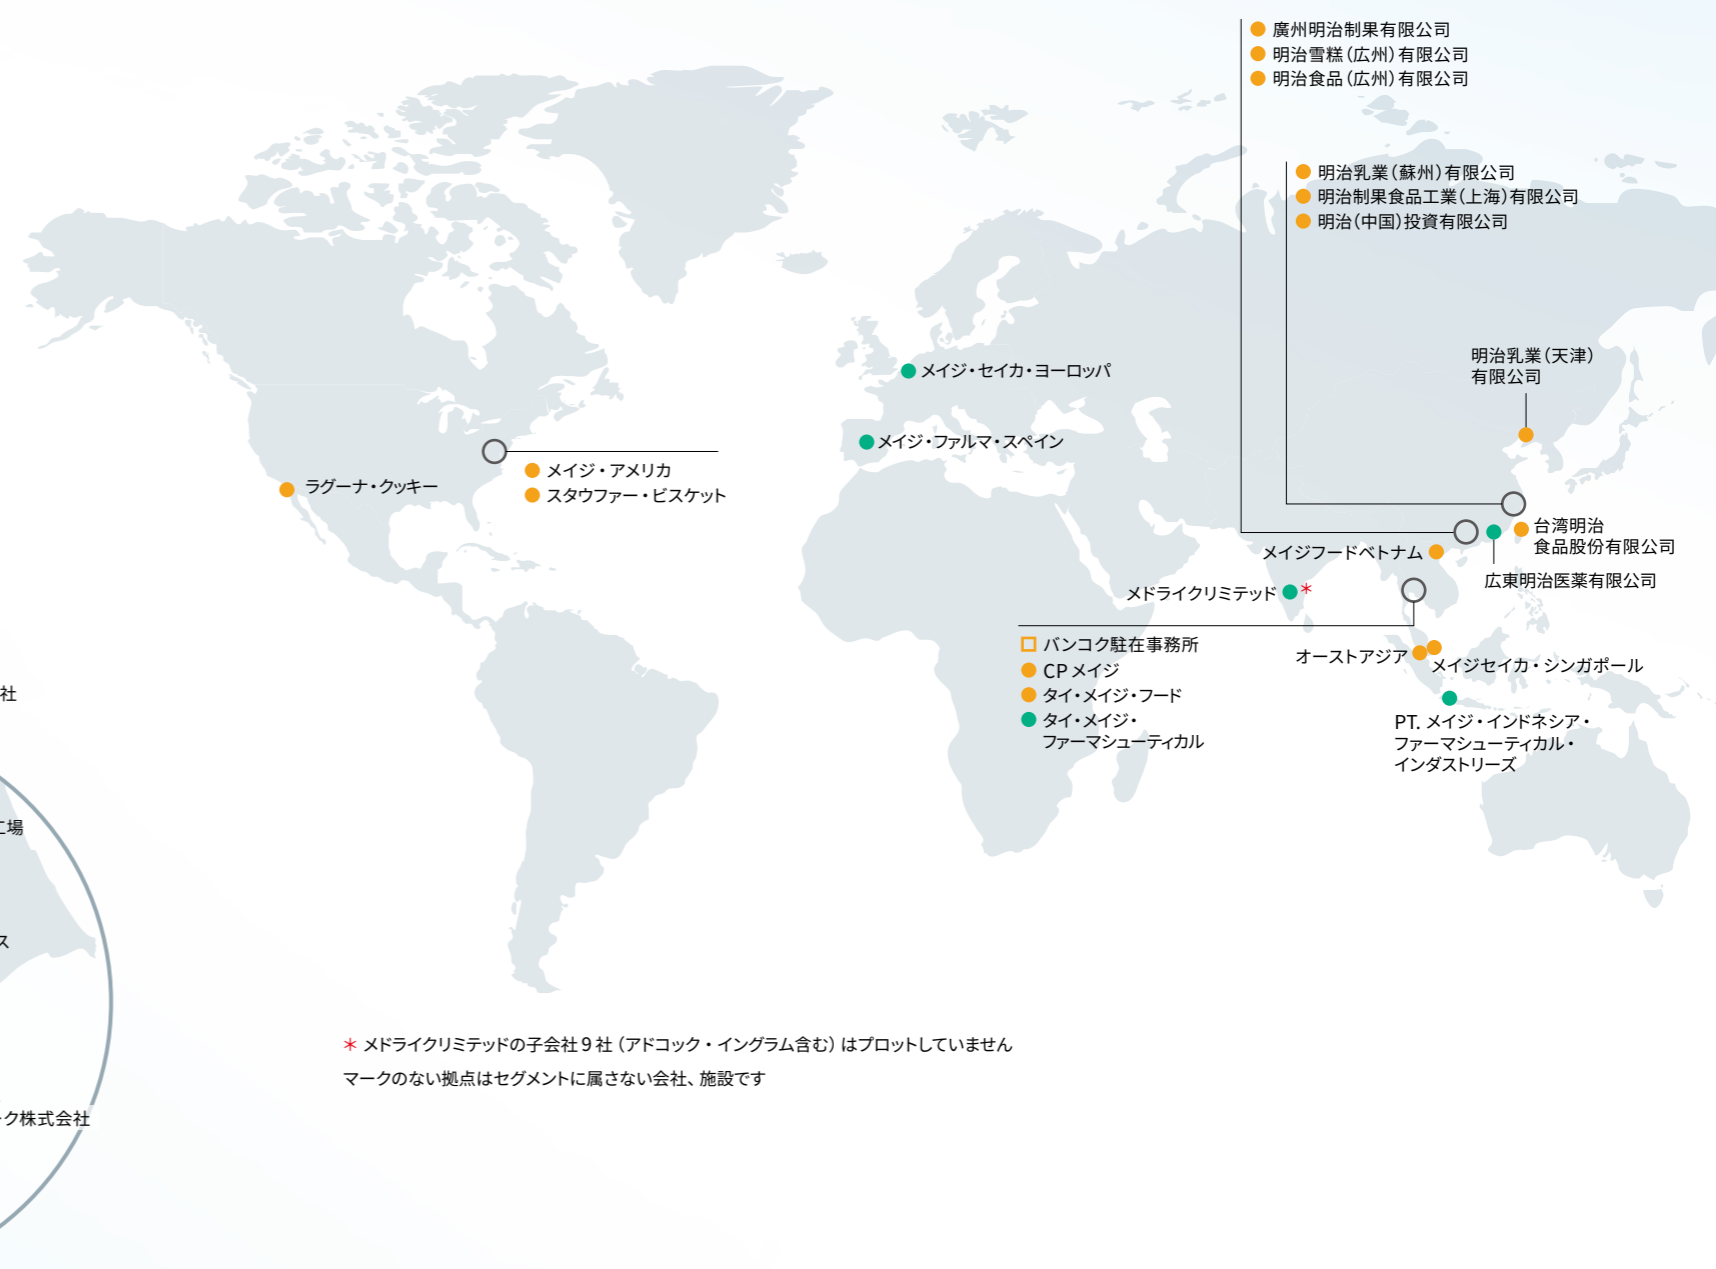 廣州明治制果有限公司
明治雪糕（広州）有限公司
明治食品（広州）有限公司
明治乳業（蘇州）有限公司
明治制果食品工業（上海）有限公司
明治（中国）投資有限公司
明治乳業（天津）
有限公司
メイジ・セイカ・ヨーロッパ
メイジ・ファルマ・スペイン
メイジ・アメリカ
スタウファー・ビスケット
ラグーナ・クッキー
台湾明治
食品股份有限公司
メイジフードベトナム
広東明治医薬有限公司
メドライクリミテッド＊
バンコク駐在事務所
CP メイジ
タイ・メイジ・フード
タイ・メイジ・
ファーマシューティカル
オーストアジア
メイジセイカ・シンガポール
PT. メイジ・インドネシア・
ファーマシューティカル・
インダストリーズ
社
工場
ス
ーク株式会社
＊ メドライクリミテッドの子会社9社（アドコック・イングラム含む）はプロットしていません
マークのない拠点はセグメントに属さない会社、施設です